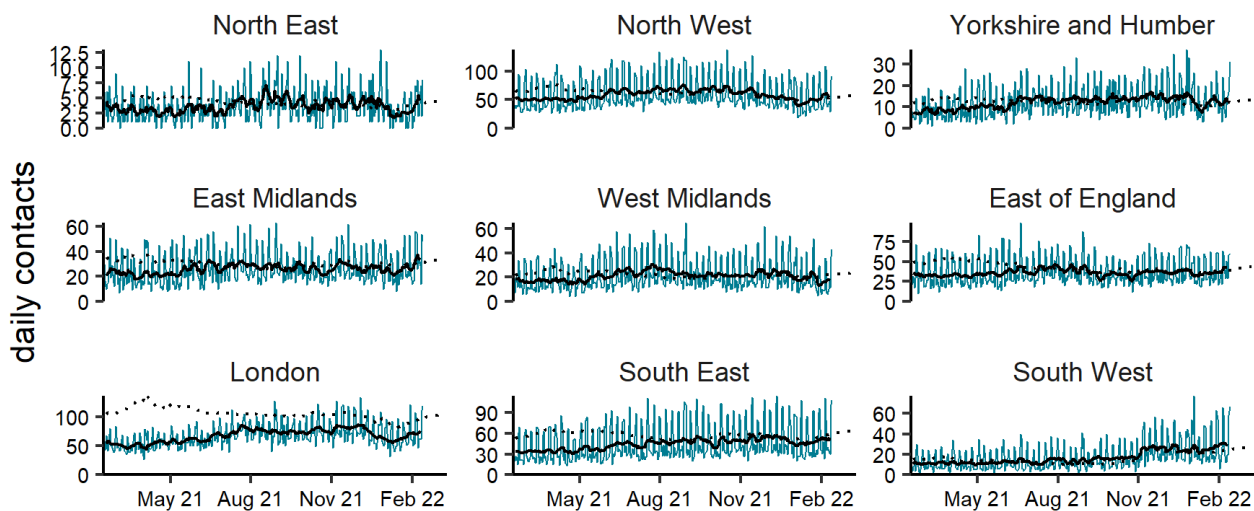 North East
North West
Yorkshire and Humber
12.5
10.0
7.5
5.0
2.5
0.0
100
50
0
30
20
10
0
daily contacts
East Midlands
West Midlands
East of England
60
40
20
0
60
40
20
0
75
50
25
0
London
South East
South West
100
50
0
90
60
30
0
60
40
20
0
May 21 Aug 21 Nov 21 Feb 22
May 21 Aug 21 Nov 21 Feb 22
May 21 Aug 21 Nov 21 Feb 22